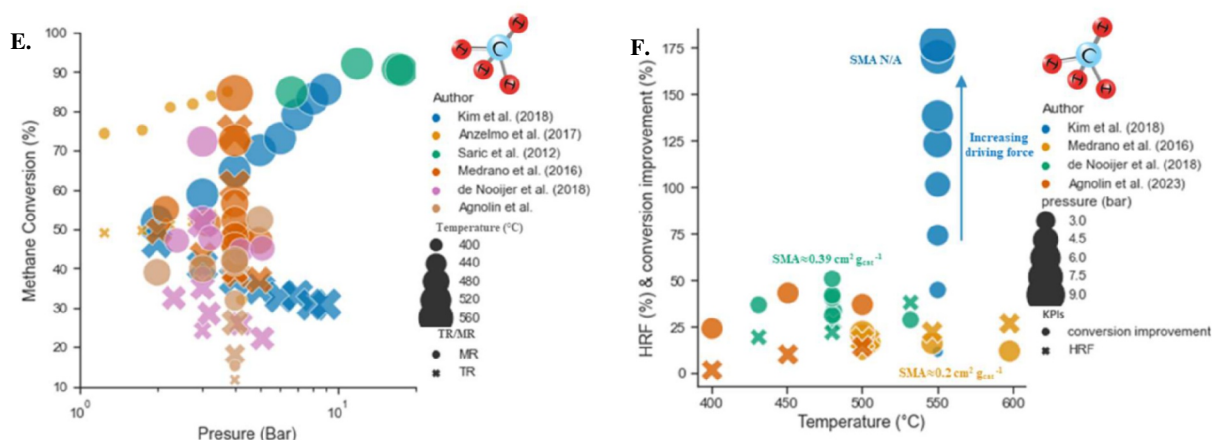 E.
Methane Conversion (%)
100
90
80
70
60
50
40
30
20
10
10⁰
10¹
Presure (Bar)
H
H
C
H
H
Author
Kim et al. (2018)
Anzelmo et al. (2017)
Saric et al. (2012)
Medrano et al. (2016)
de Nooijer et al. (2018)
Agnolin et al.
Temperature (°C)
400
440
480
520
560
TR/MR
MR
TR
F.
HRF (%) & conversion improvement (%)
175
150
125
100
75
50
25
0
400
450
500
550
600
Temperature (°C)
SMA N/A
Increasing
driving force
SMA≈0.39 cm² gcat⁻¹
SMA≈0.2 cm² gcat⁻¹
H
C
H
H
H
Author
Kim et al. (2018)
Medrano et al. (2016)
de Nooijer et al. (2018)
Agnolin et al. (2023)
pressure (bar)
3.0
4.5
6.0
7.5
9.0
KPIs
conversion improvement
HRF